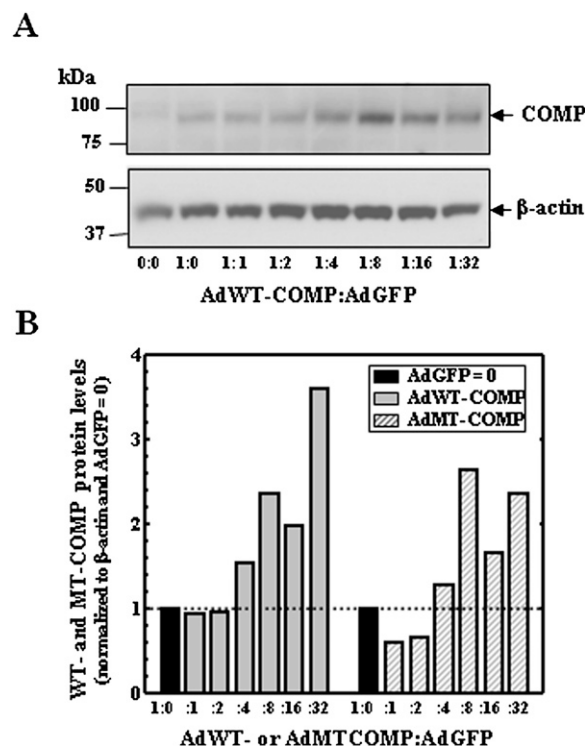 A
kDa
100
75
COMP
50
37
β-actin
0:0 1:0 1:1 1:2 1:4 1:8 1:16 1:32
AdWT-COMP:AdGFP
B
WT- and MT-COMP protein levels
(normalized to β-actin and AdGFP = 0)
4
3
2
1
0
AdGFP = 0
AdWT-COMP
AdMT-COMP
1:0 :1 :2 :4 :8 :16 :32 1:0 :1 :2 :4 :8 :16 :32
AdWT- or AdMTCOMP:AdGFP